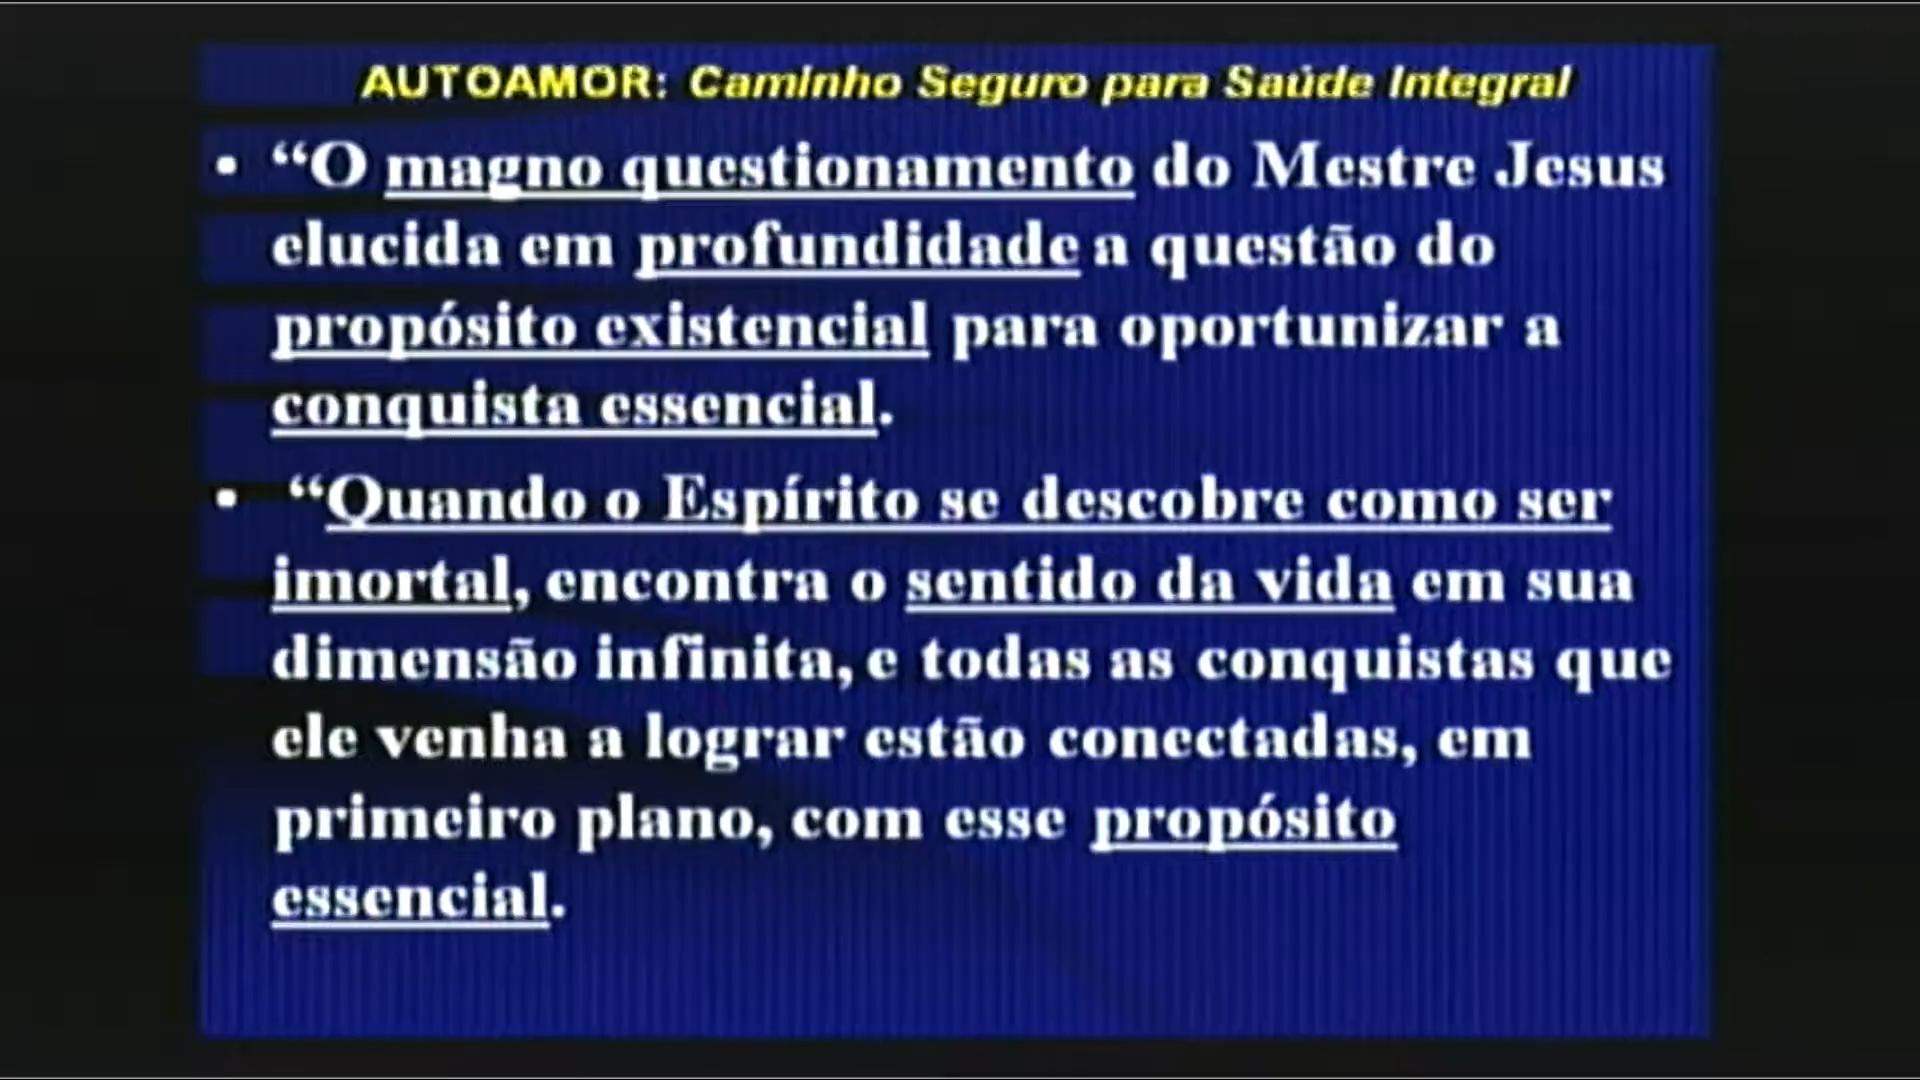 AUTOAMOR: Caminho Seguro para Saúde Integral
• “O magno questionamento do Mestre Jesus
elucida em profundidade a questão do
propósito existencial para oportunizar a
conquista essencial.
• “Quando o Espírito se descobre como ser
imortal, encontra o sentido da vida em sua
dimensão infinita, e todas as conquistas que
ele venha a lograr estão conectadas, em
primeiro plano, com esse propósito
essencial.